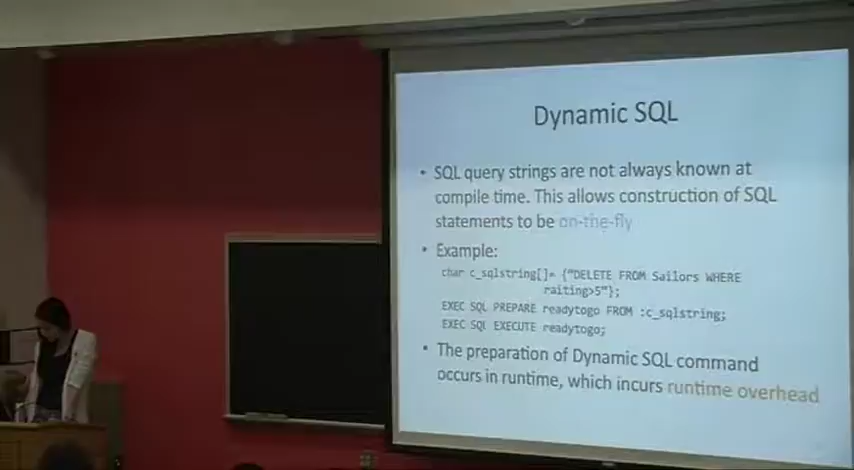 Dynamic SQL
• SQL query strings are not always known at
compile time. This allows construction of SQL
statements to be on-the-fly
• Example:
char c_sqlstring[]= {"DELETE FROM Sailors WHERE
raiting>5"};
EXEC SQL PREPARE readytogo FROM :c_sqlstring;
EXEC SQL EXECUTE readytogo;
• The preparation of Dynamic SQL command
occurs in runtime, which incurs runtime overhead